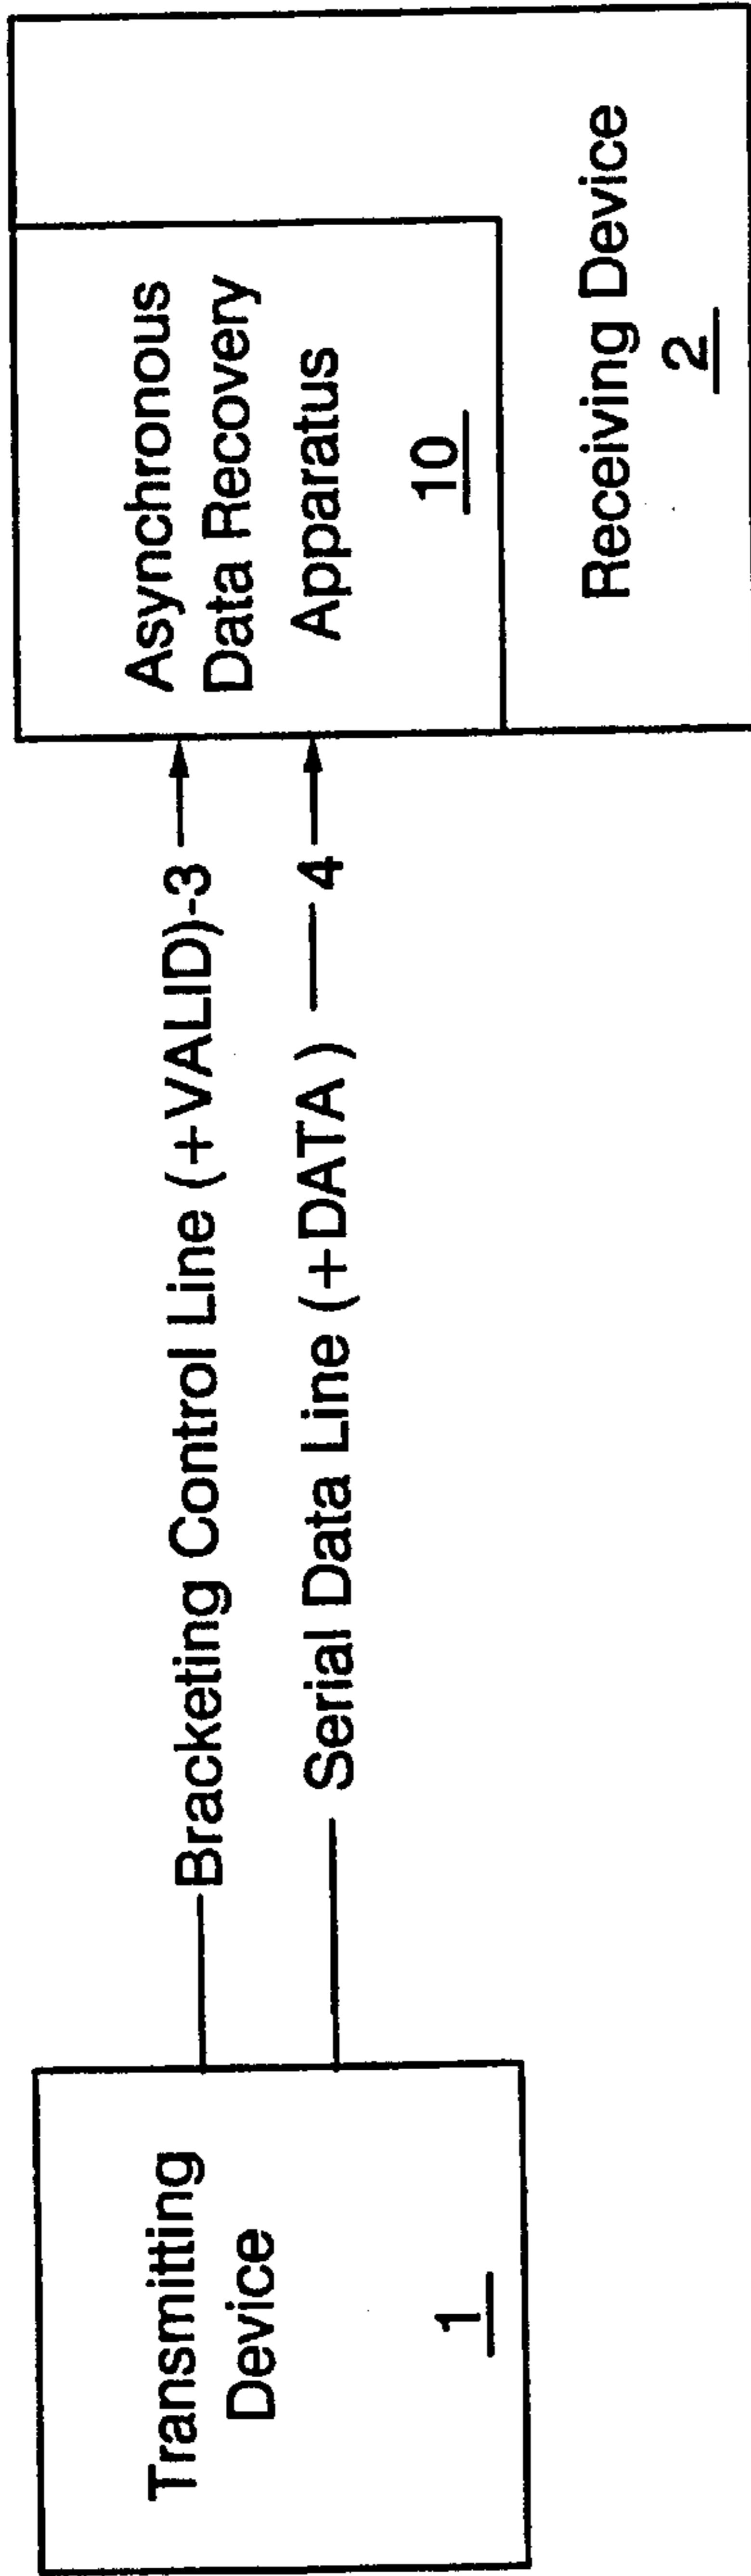 Transmitting
Device
1
Bracketing Control Line (+VALID)-3
Serial Data Line (+DATA) — 4
Asynchronous
Data Recovery
Apparatus
10
Receiving Device
2